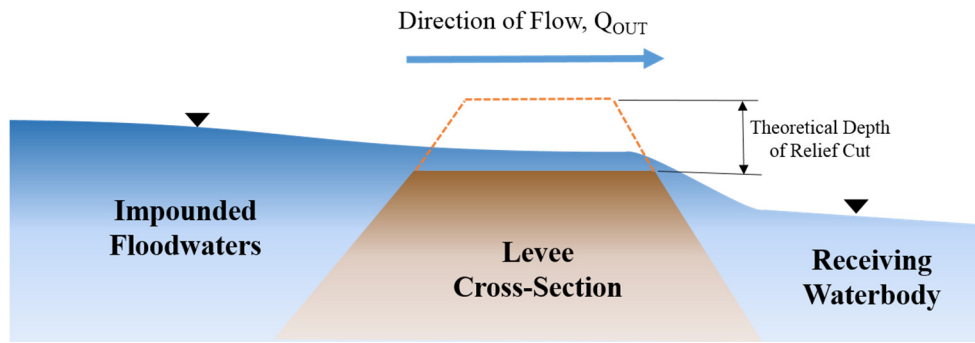 Direction of Flow, QOUT
Theoretical Depth
of Relief Cut
Impounded
Floodwaters
Levee
Cross-Section
Receiving
Waterbody